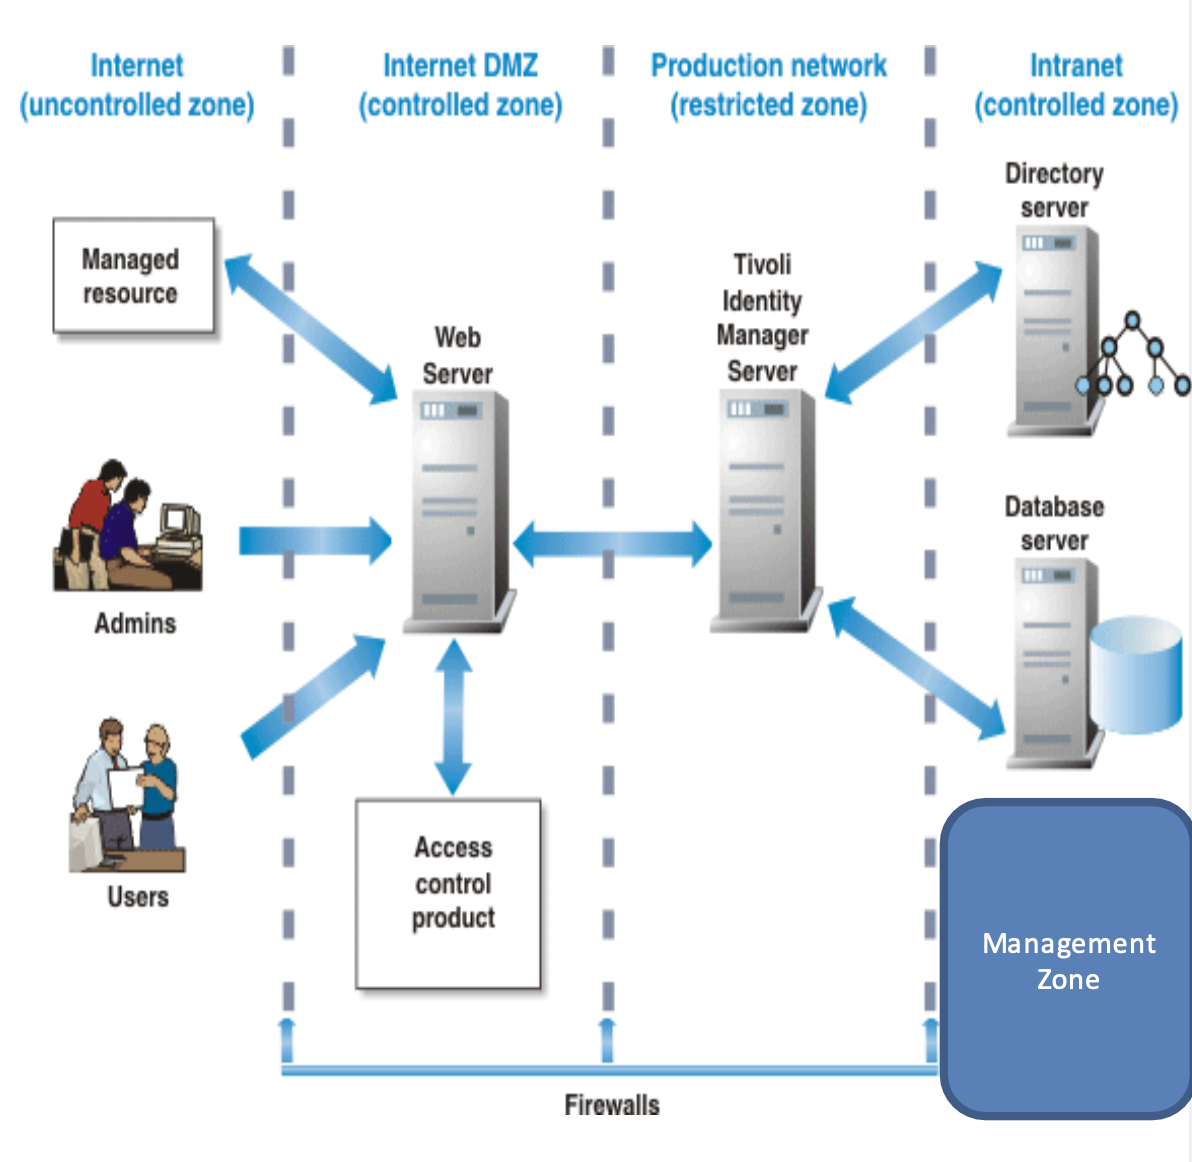 Internet
(uncontrolled zone)
Internet DMZ
(controlled zone)
Production network
(restricted zone)
Intranet
(controlled zone)
Managed
resource
Admins
Users
Web
Server
Access
control
product
Tivoli
Identity
Manager
Server
Directory
server
Database
server
Management
Zone
Firewalls